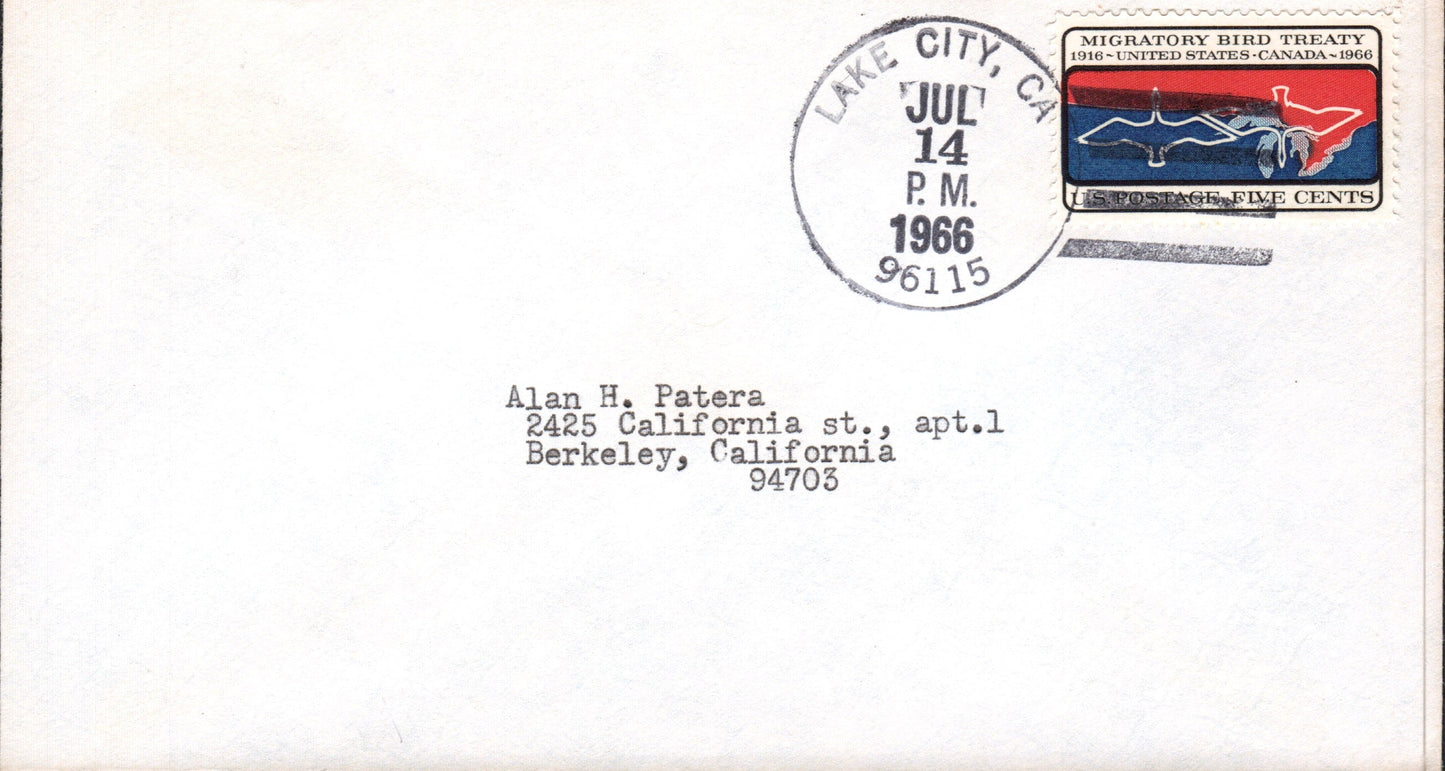 LAKE CITY, CA
JUL
14
P. M.
1966
96115
MIGRATORY BIRD TREATY
1916~UNITED STATES·CANADA~1966
U.S. POSTAGE, FIVE CENTS
Alan H. Patera
2425 California st., apt.1
Berkeley, California
94703